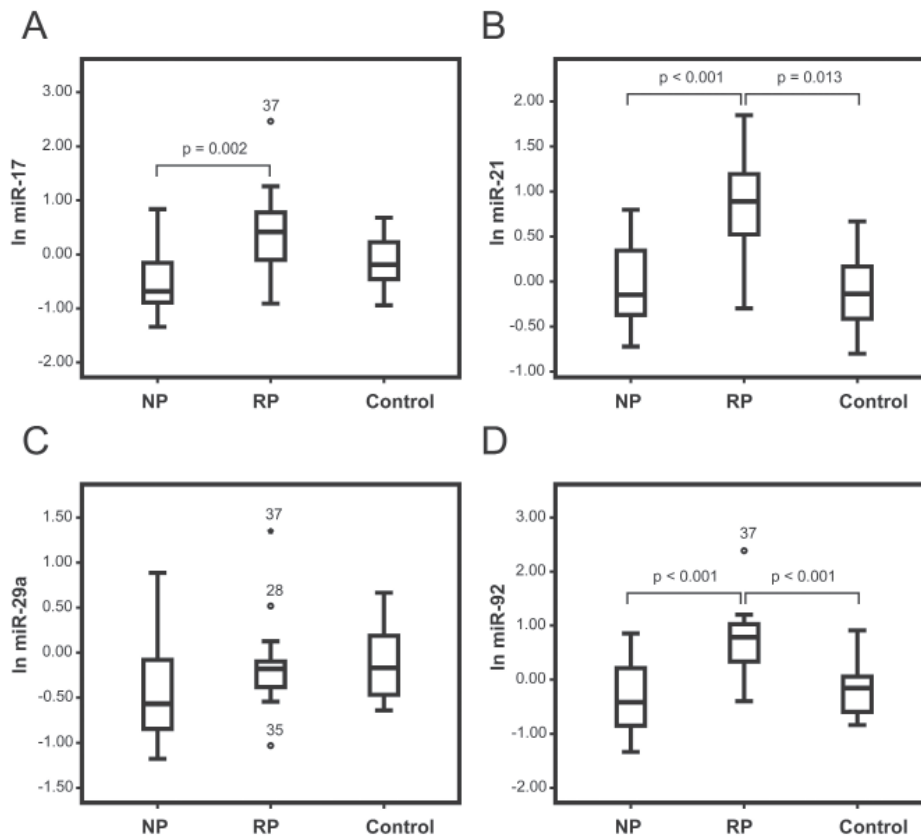 A
ln miR-17
3.00
2.00
1.00
0.00
-1.00
-2.00
37
p = 0.002
NP RP Control
B
ln miR-21
2.00
1.50
1.00
0.50
0.00
-0.50
-1.00
p < 0.001 p = 0.013
NP RP Control
C
ln miR-29a
1.50
1.00
0.50
0.00
-0.50
-1.00
-1.50
37
28
35
NP RP Control
D
ln miR-92
3.00
2.00
1.00
0.00
-1.00
-2.00
37
p < 0.001 p < 0.001
NP RP Control